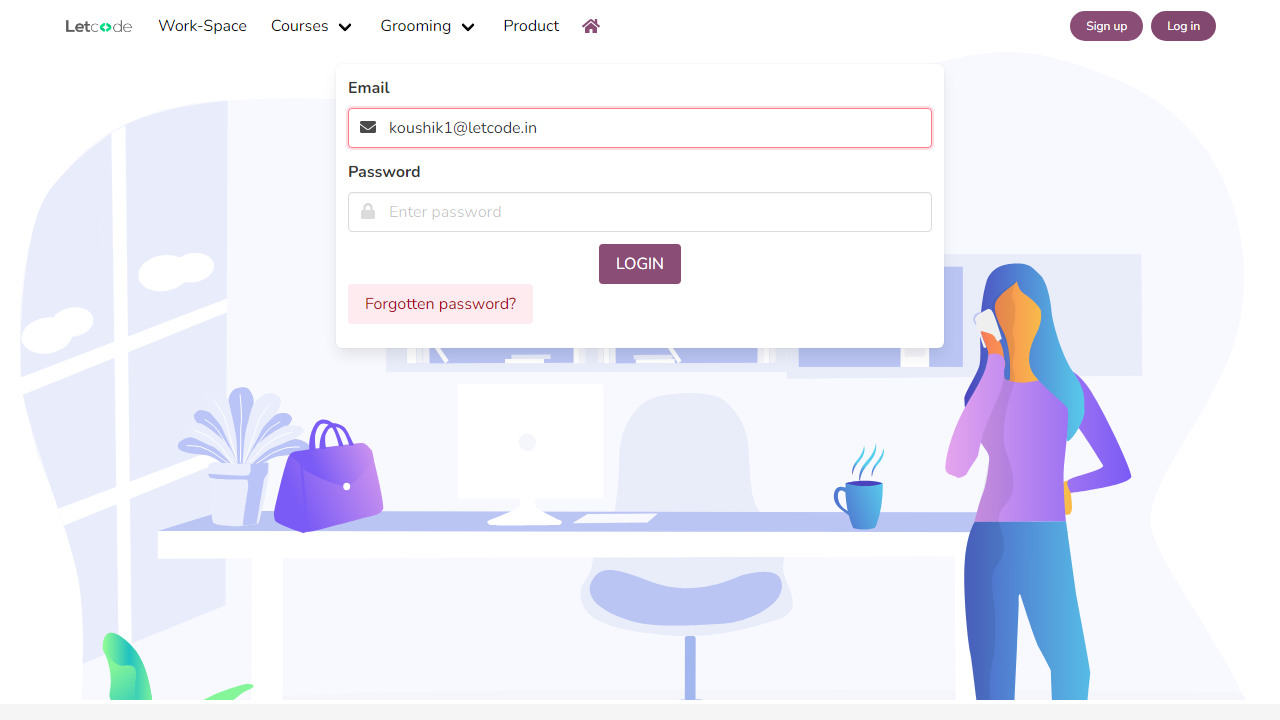 Letcode Work-Space Courses Grooming Product Sign up Log in
Email
koushik1@letcode.in
Password
Enter password
LOGIN
Forgotten password?